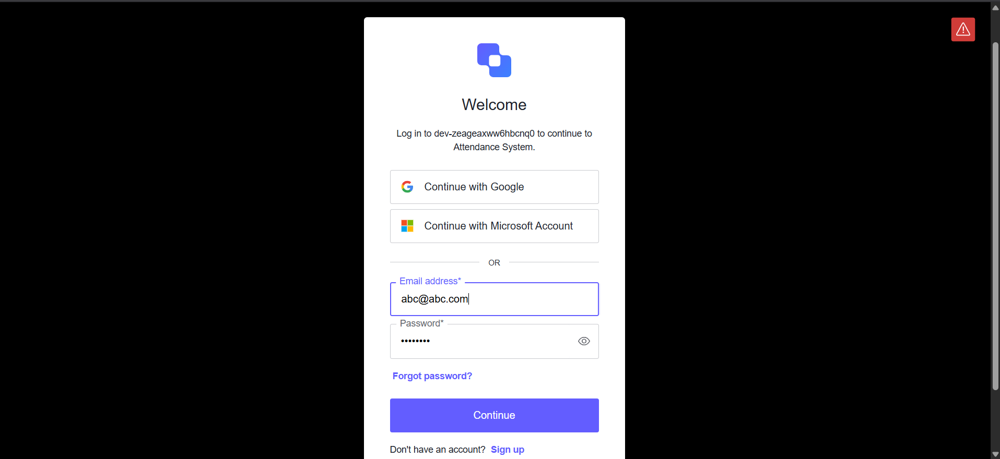 Welcome
Log in to dev-zeageaxww6hbcnq0 to continue to
Attendance System.
Continue with Google
Continue with Microsoft Account
OR
Email address*
abc@abc.com
Password*
••••••••
Forgot password?
Continue
Don't have an account? Sign up